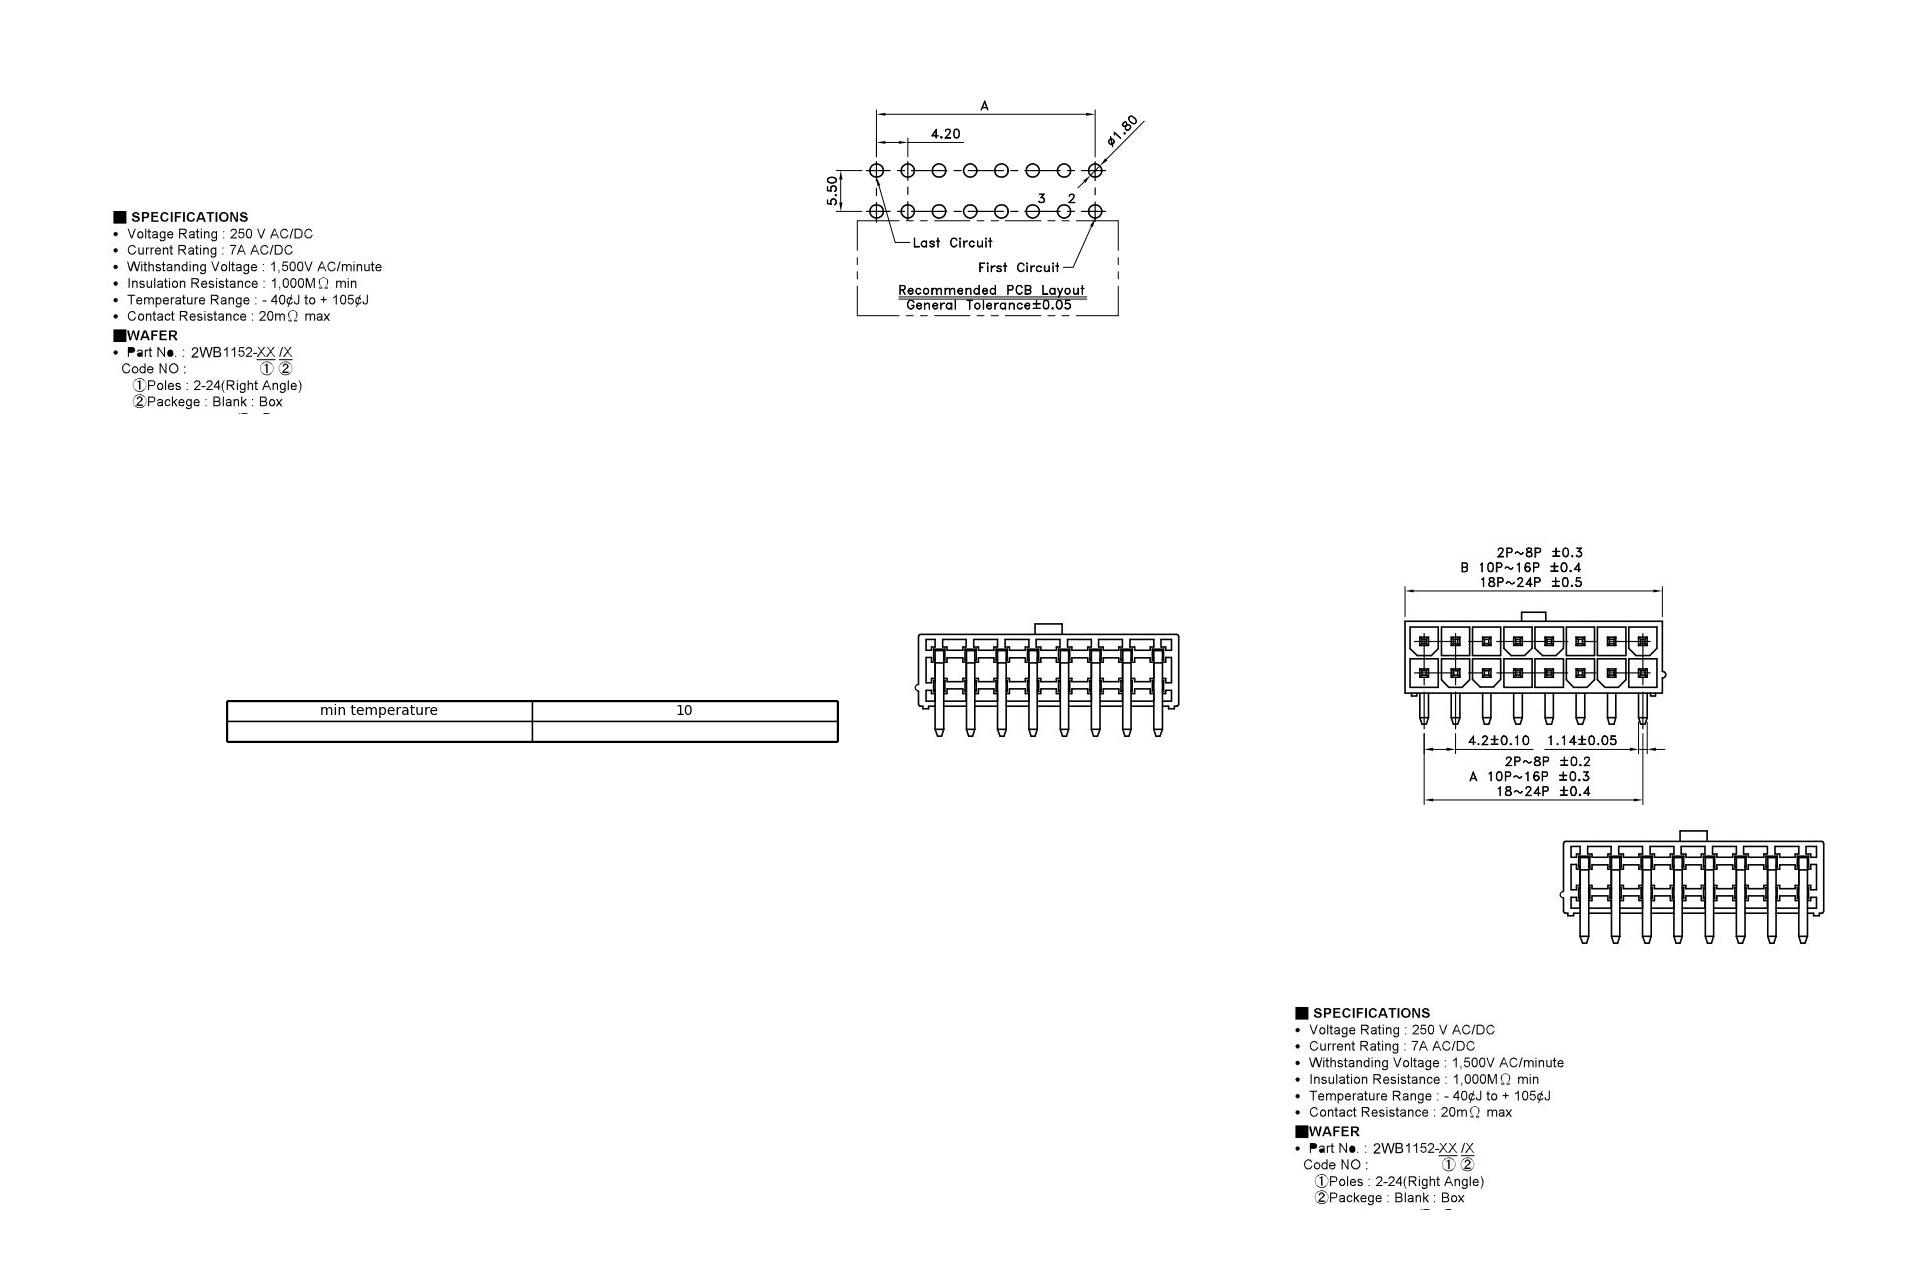 A
4.20
ø1.80
5.50
3 2
Last Circuit
First Circuit
Recommended PCB Layout
General Tolerance±0.05
■ SPECIFICATIONS
• Voltage Rating : 250 V AC/DC
• Current Rating : 7A AC/DC
• Withstanding Voltage : 1,500V AC/minute
• Insulation Resistance : 1,000MΩ min
• Temperature Range : - 40¢J to + 105¢J
• Contact Resistance : 20mΩ max
■WAFER
• Part No. : 2WB1152-XX /X
Code NO : ① ②
①Poles : 2-24(Right Angle)
②Packege : Blank : Box
2P~8P ±0.3
B 10P~16P ±0.4
18P~24P ±0.5
min temperature 10
4.2±0.10 1.14±0.05
2P~8P ±0.2
A 10P~16P ±0.3
18~24P ±0.4
■ SPECIFICATIONS
• Voltage Rating : 250 V AC/DC
• Current Rating : 7A AC/DC
• Withstanding Voltage : 1,500V AC/minute
• Insulation Resistance : 1,000MΩ min
• Temperature Range : - 40¢J to + 105¢J
• Contact Resistance : 20mΩ max
■WAFER
• Part No. : 2WB1152-XX /X
Code NO : ① ②
①Poles : 2-24(Right Angle)
②Packege : Blank : Box